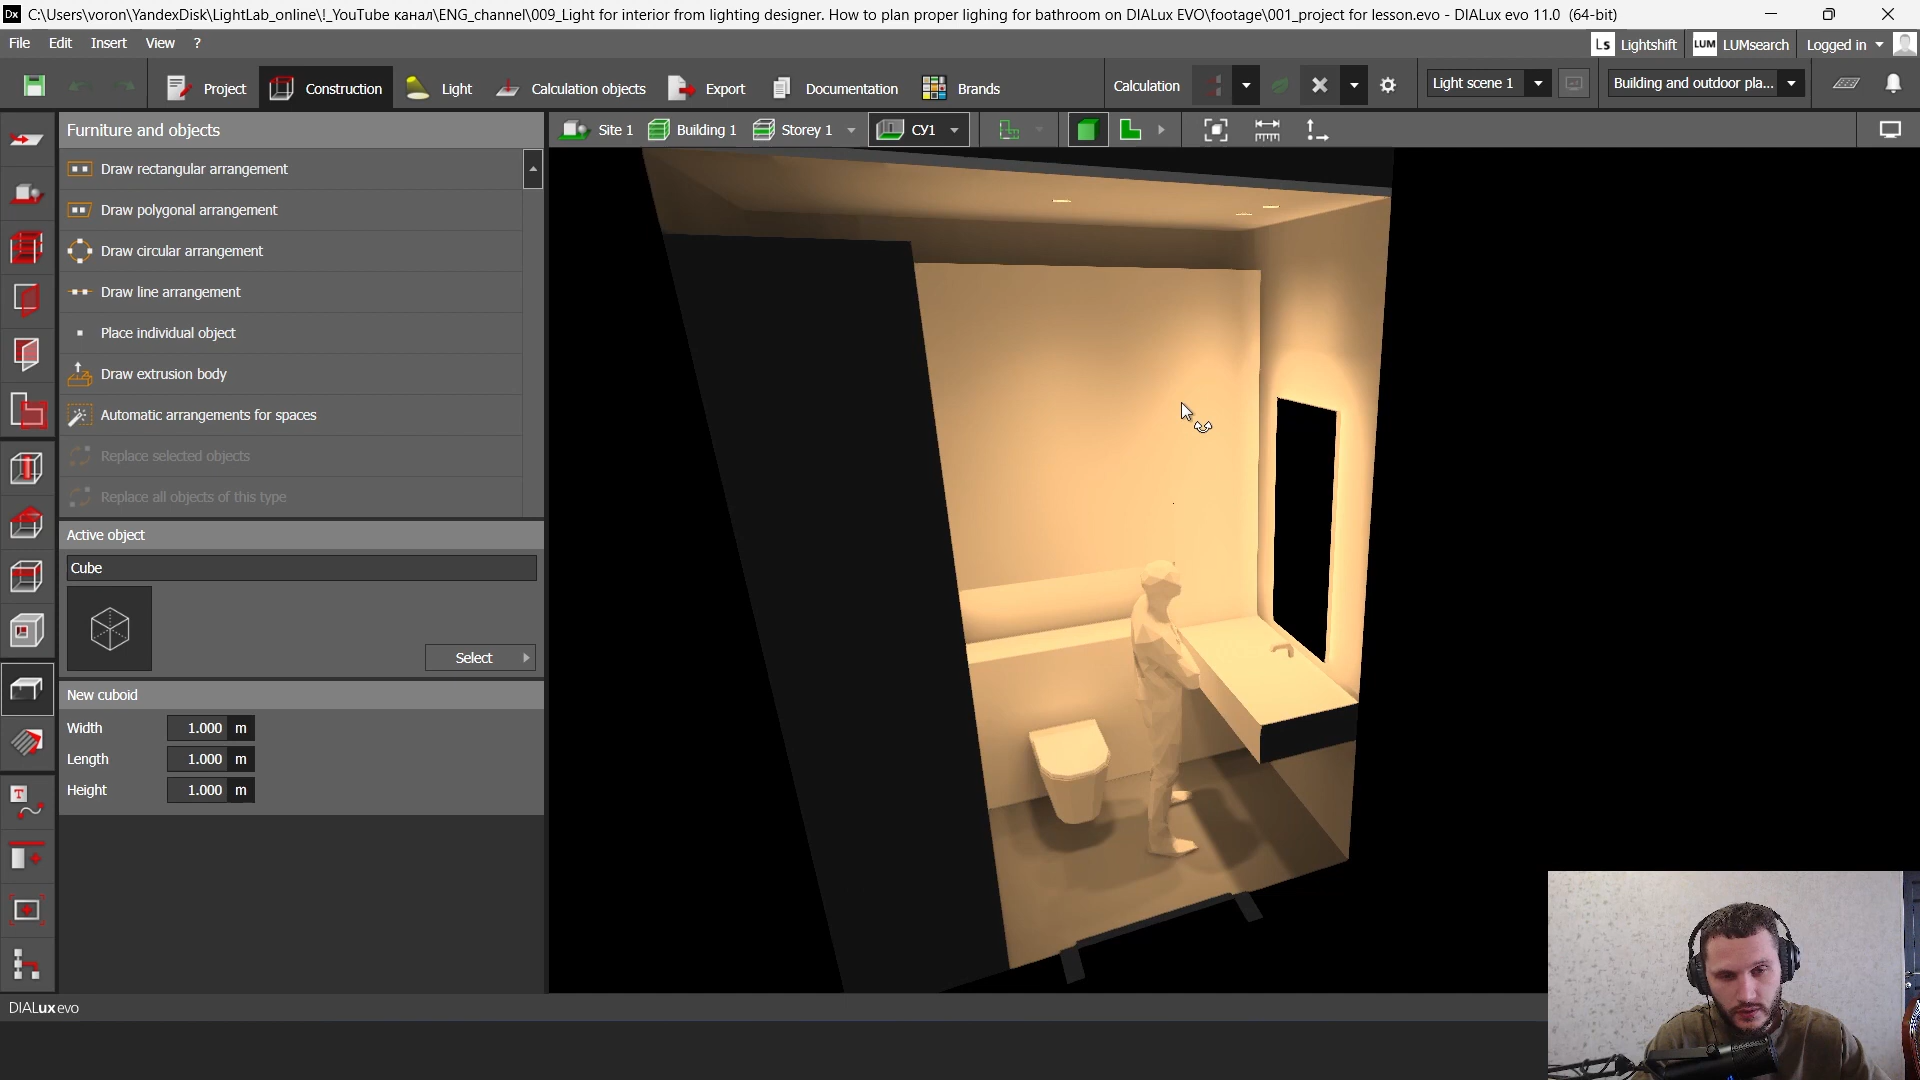 Dx C:\Users\voron\YandexDisk\LightLab_online\!_YouTube канал\ENG_channel\009_Light for interior from lighting designer. How to plan proper lighing for bathroom on DIALux EVO\footage\001_project for lesson.evo - DIALux evo 11.0 (64-bit)
File Edit Insert View ?
Ls Lightshift LUM LUMsearch Logged in
Project Construction Light Calculation objects Export Documentation Brands Calculation Light scene 1 Building and outdoor pla...
Furniture and objects
Site 1 Building 1 Storey 1 СУ1
Draw rectangular arrangement
Draw polygonal arrangement
Draw circular arrangement
Draw line arrangement
Place individual object
Draw extrusion body
Automatic arrangements for spaces
Replace selected objects
Replace all objects of this type
Active object
Cube
Select
New cuboid
Width 1.000 m
Length 1.000 m
Height 1.000 m
T
DIALux evo